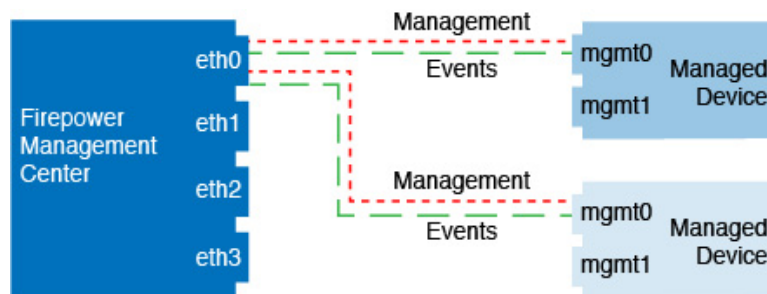 Management
eth0
mgmt0
Managed
Device
Events
mgmt1
Firepower
Management
Center
eth1
eth2
Management
mgmt0
Managed
Device
Events
eth3
mgmt1